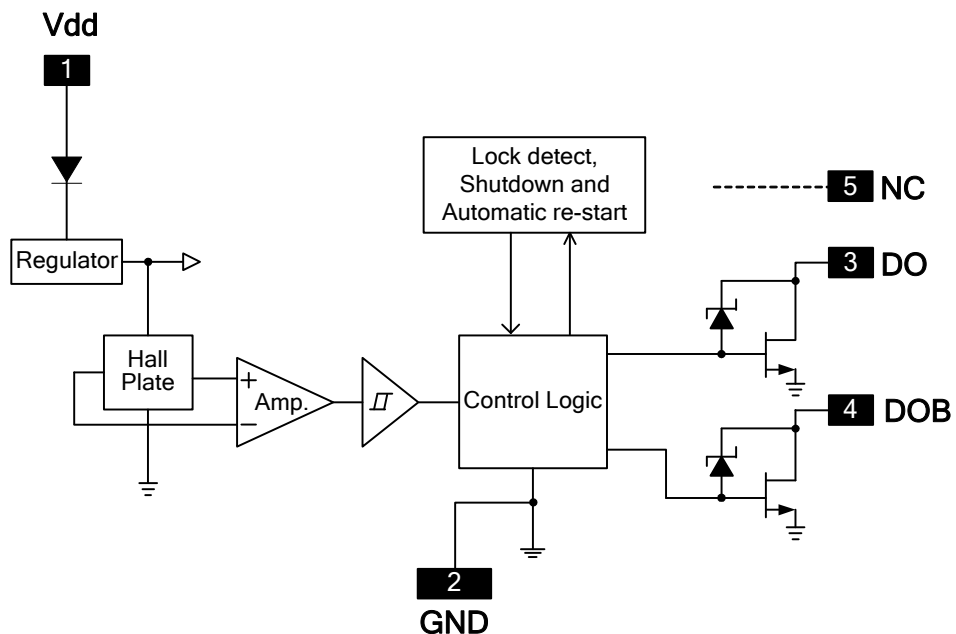 Vdd
1
Lock detect,
Shutdown and
Automatic re-start
5 NC
Regulator
3 DO
Hall
Plate
+
Amp.
−
Control Logic
4 DOB
2
GND